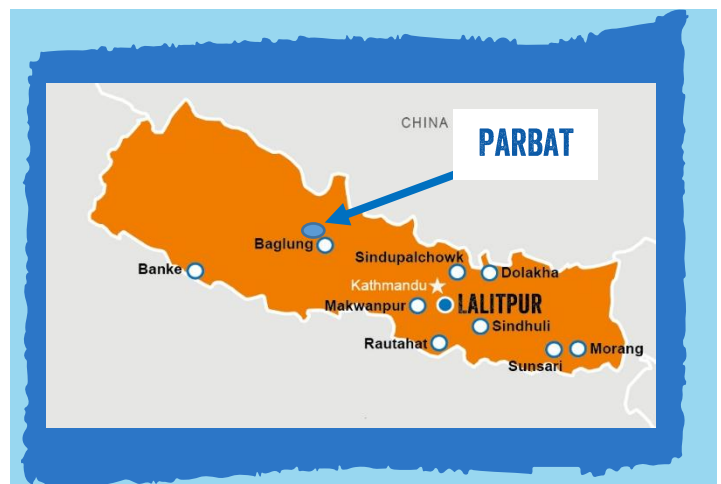 CHINA
PARBAT
Baglung
Sindupalchowk
Banke
Dolakha
Kathmandu
Makwanpur
LALITPUR
Sindhuli
Rautahat
Morang
Sunsari